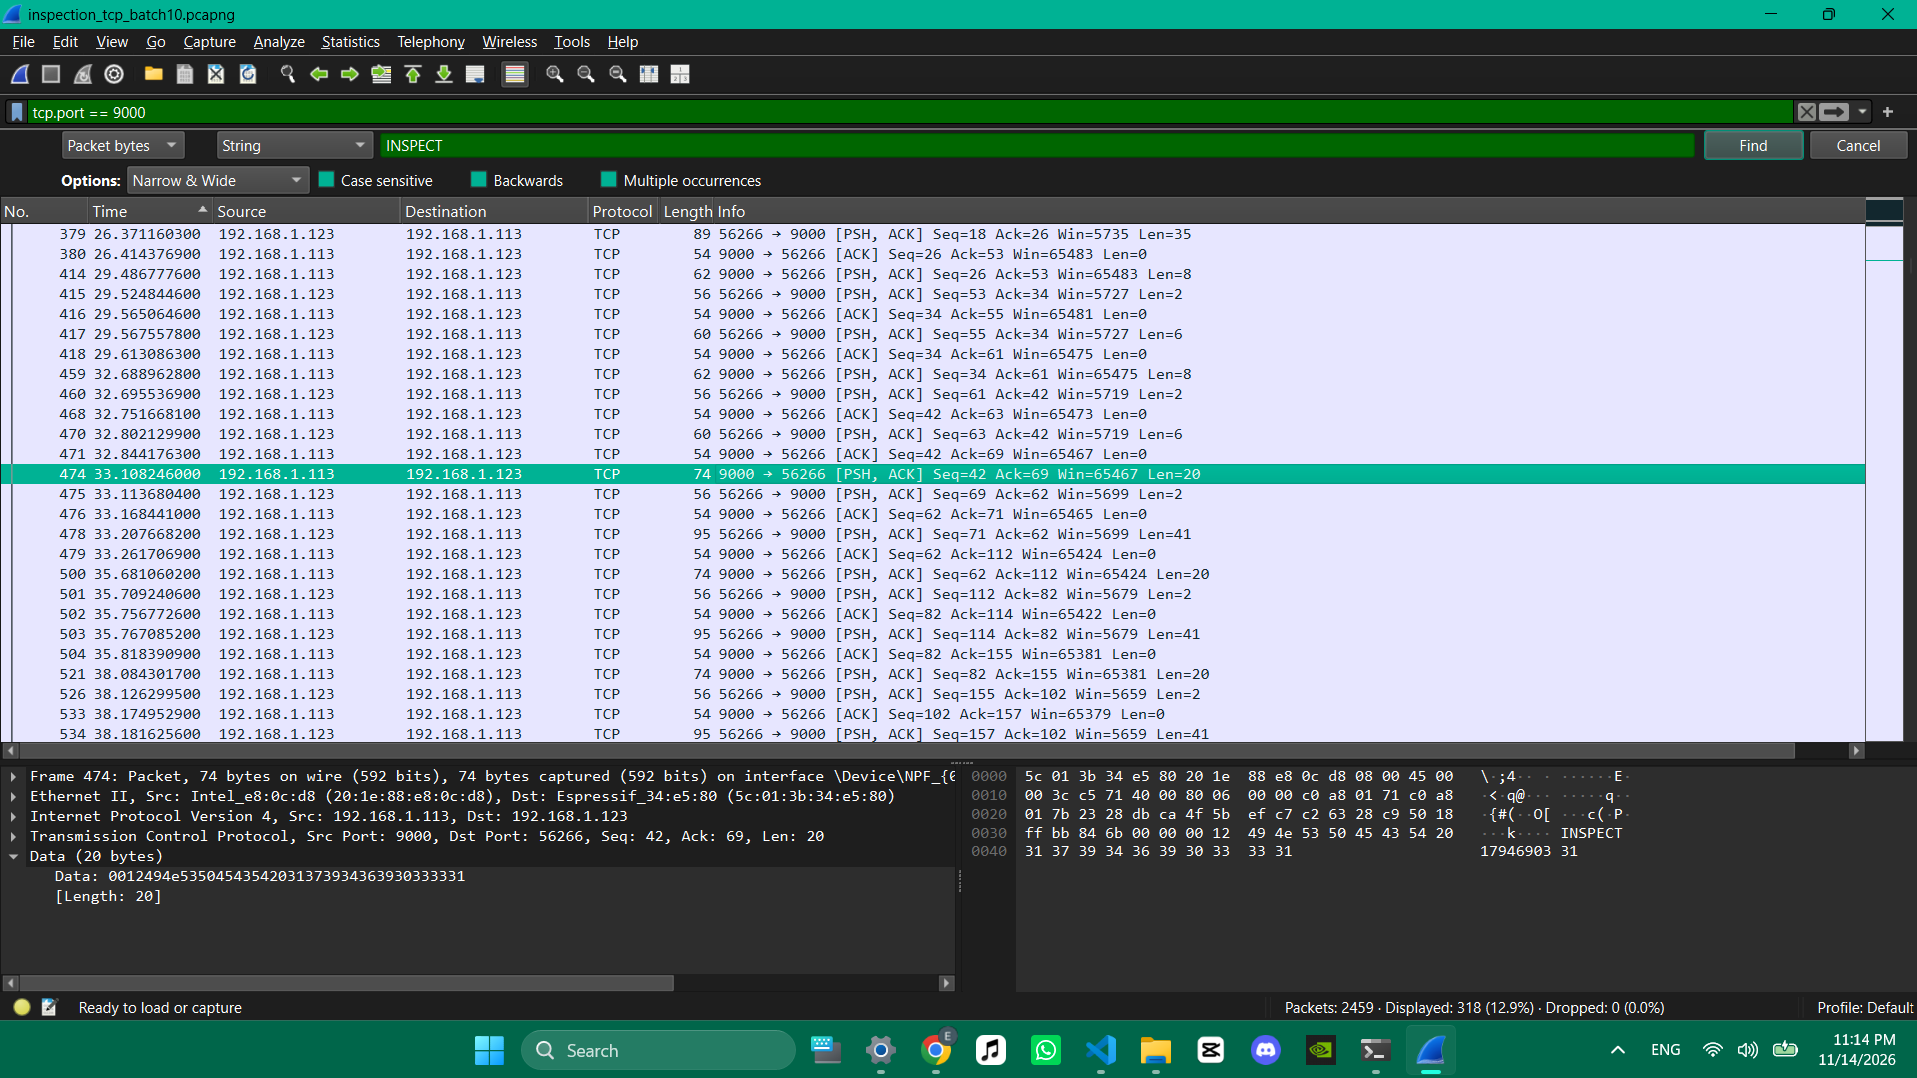 inspection_tcp_batch10.pcapng
File Edit View Go Capture Analyze Statistics Telephony Wireless Tools Help
tcp.port == 9000
Packet bytes String INSPECT Find Cancel
Options: Narrow & Wide Case sensitive Backwards Multiple occurrences
No. Time Source Destination Protocol Length Info
379 26.371160300 192.168.1.123 192.168.1.113 TCP 89 56266 → 9000 [PSH, ACK] Seq=18 Ack=26 Win=5735 Len=35
380 26.414376900 192.168.1.113 192.168.1.123 TCP 54 9000 → 56266 [ACK] Seq=26 Ack=53 Win=65483 Len=0
414 29.486777600 192.168.1.113 192.168.1.123 TCP 62 9000 → 56266 [PSH, ACK] Seq=26 Ack=53 Win=65483 Len=8
415 29.524844600 192.168.1.123 192.168.1.113 TCP 56 56266 → 9000 [PSH, ACK] Seq=53 Ack=34 Win=5727 Len=2
416 29.565064600 192.168.1.113 192.168.1.123 TCP 54 9000 → 56266 [ACK] Seq=34 Ack=55 Win=65481 Len=0
417 29.567557800 192.168.1.123 192.168.1.113 TCP 60 56266 → 9000 [PSH, ACK] Seq=55 Ack=34 Win=5727 Len=6
418 29.613086300 192.168.1.113 192.168.1.123 TCP 54 9000 → 56266 [ACK] Seq=34 Ack=61 Win=65475 Len=0
459 32.688962800 192.168.1.113 192.168.1.123 TCP 62 9000 → 56266 [PSH, ACK] Seq=34 Ack=61 Win=65475 Len=8
460 32.695536900 192.168.1.123 192.168.1.113 TCP 56 56266 → 9000 [PSH, ACK] Seq=61 Ack=42 Win=5719 Len=2
468 32.751668100 192.168.1.113 192.168.1.123 TCP 54 9000 → 56266 [ACK] Seq=42 Ack=63 Win=65473 Len=0
470 32.802129900 192.168.1.123 192.168.1.113 TCP 60 56266 → 9000 [PSH, ACK] Seq=63 Ack=42 Win=5719 Len=6
471 32.844176300 192.168.1.113 192.168.1.123 TCP 54 9000 → 56266 [ACK] Seq=42 Ack=69 Win=65467 Len=0
474 33.108246000 192.168.1.113 192.168.1.123 TCP 74 9000 → 56266 [PSH, ACK] Seq=42 Ack=69 Win=65467 Len=20
475 33.113680400 192.168.1.123 192.168.1.113 TCP 56 56266 → 9000 [PSH, ACK] Seq=69 Ack=62 Win=5699 Len=2
476 33.168441000 192.168.1.113 192.168.1.123 TCP 54 9000 → 56266 [ACK] Seq=62 Ack=71 Win=65465 Len=0
478 33.207668200 192.168.1.123 192.168.1.113 TCP 95 56266 → 9000 [PSH, ACK] Seq=71 Ack=62 Win=5699 Len=41
479 33.261706900 192.168.1.113 192.168.1.123 TCP 54 9000 → 56266 [ACK] Seq=62 Ack=112 Win=65424 Len=0
500 35.681060200 192.168.1.113 192.168.1.123 TCP 74 9000 → 56266 [PSH, ACK] Seq=62 Ack=112 Win=65424 Len=20
501 35.709240600 192.168.1.123 192.168.1.113 TCP 56 56266 → 9000 [PSH, ACK] Seq=112 Ack=82 Win=5679 Len=2
502 35.756772600 192.168.1.113 192.168.1.123 TCP 54 9000 → 56266 [ACK] Seq=82 Ack=114 Win=65422 Len=0
503 35.767085200 192.168.1.123 192.168.1.113 TCP 95 56266 → 9000 [PSH, ACK] Seq=114 Ack=82 Win=5679 Len=41
504 35.818390900 192.168.1.113 192.168.1.123 TCP 54 9000 → 56266 [ACK] Seq=82 Ack=155 Win=65381 Len=0
521 38.084301700 192.168.1.113 192.168.1.123 TCP 74 9000 → 56266 [PSH, ACK] Seq=82 Ack=155 Win=65381 Len=20
526 38.126299500 192.168.1.123 192.168.1.113 TCP 56 56266 → 9000 [PSH, ACK] Seq=155 Ack=102 Win=5659 Len=2
533 38.174952900 192.168.1.113 192.168.1.123 TCP 54 9000 → 56266 [ACK] Seq=102 Ack=157 Win=65379 Len=0
534 38.181625600 192.168.1.123 192.168.1.113 TCP 95 56266 → 9000 [PSH, ACK] Seq=157 Ack=102 Win=5659 Len=41
Frame 474: Packet, 74 bytes on wire (592 bits), 74 bytes captured (592 bits) on interface \Device\NPF_{0
Ethernet II, Src: Intel_e8:0c:d8 (20:1e:88:e8:0c:d8), Dst: Espressif_34:e5:80 (5c:01:3b:34:e5:80)
Internet Protocol Version 4, Src: 192.168.1.113, Dst: 192.168.1.123
Transmission Control Protocol, Src Port: 9000, Dst Port: 56266, Seq: 42, Ack: 69, Len: 20
Data (20 bytes)
Data: 0012494e53504543542031373934363930333331
[Length: 20]
0000 5c 01 3b 34 e5 80 20 1e 88 e8 0c d8 08 00 45 00 \·;4·· · ······E·
0010 00 3c c5 71 40 00 80 06 00 00 c0 a8 01 71 c0 a8 ·<·q@··· ·····q··
0020 01 7b 23 28 db ca 4f 5b ef c7 c2 63 28 c9 50 18 ·{#(··O[ ···c(·P·
0030 ff bb 84 6b 00 00 00 12 49 4e 53 50 45 43 54 20 ···k···· INSPECT
0040 31 37 39 34 36 39 30 33 33 31 17946903 31
Ready to load or capture Packets: 2459 · Displayed: 318 (12.9%) · Dropped: 0 (0.0%) Profile: Default
Search E ENG 11:14 PM
11/14/2026